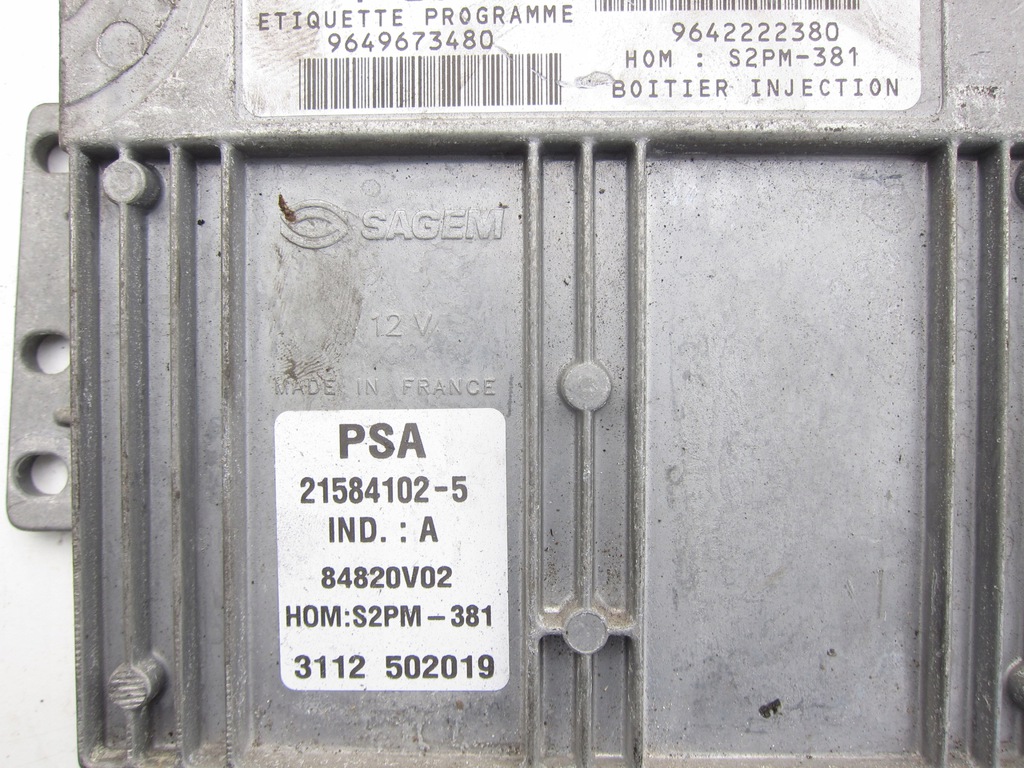 ETIQUETTE PROGRAMME
9649673480
9642222380
HOM : S2PM-381
BOITIER INJECTION
SAGEM
12 V
MADE IN FRANCE
PSA
21584102-5
IND. : A
84820V02
HOM:S2PM-381
3112 502019